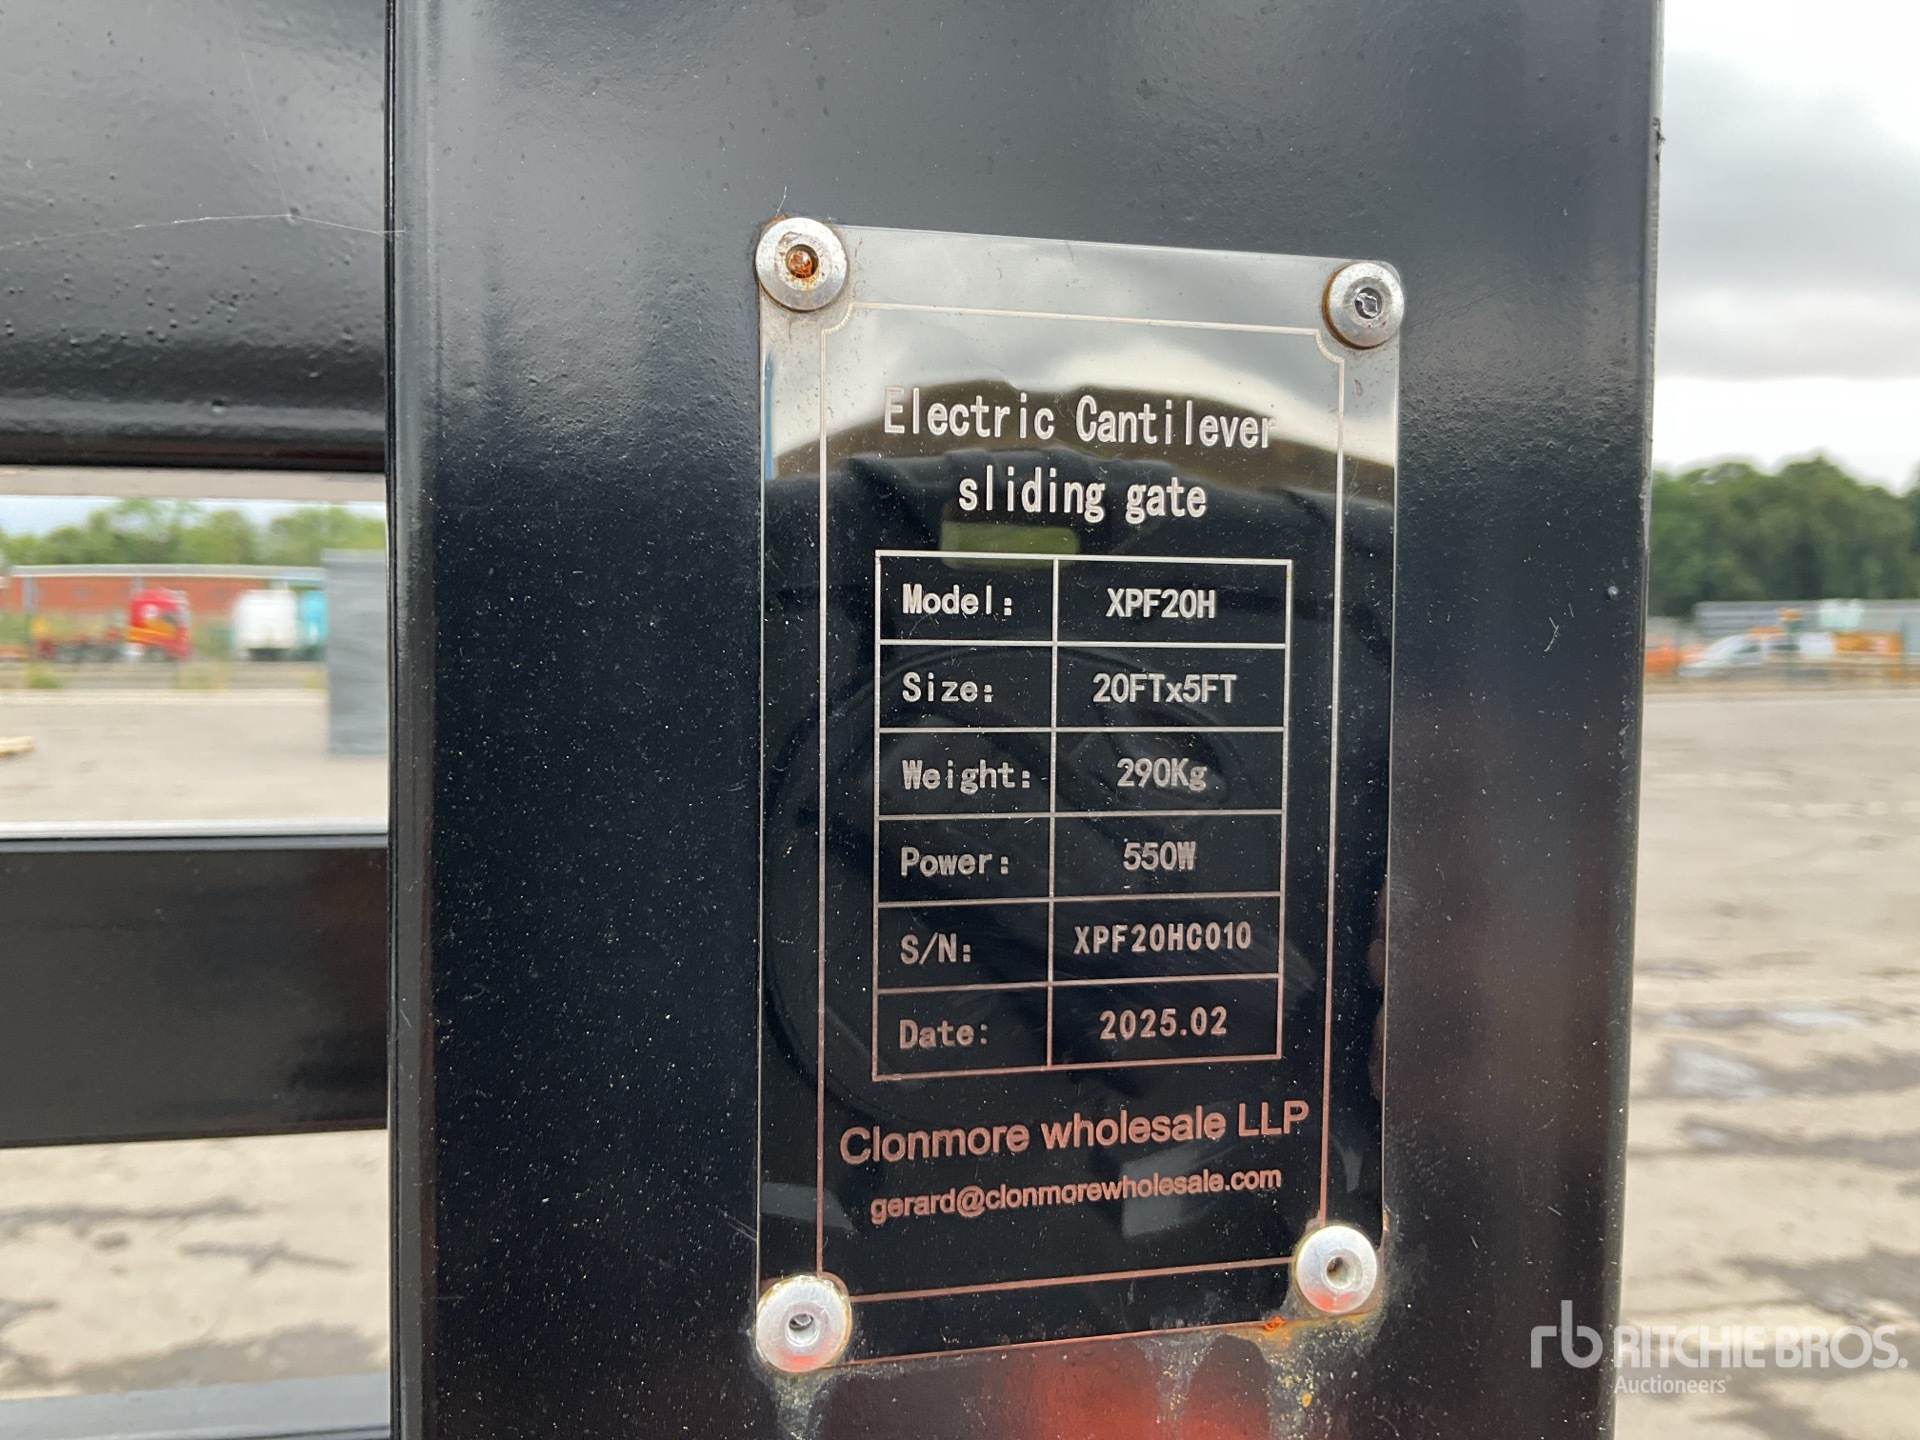 Electric Cantilever
sliding gate
Model: XPF20H
Size: 20FTx5FT
Weight: 290Kg
Power: 550W
S/N: XPF20HC010
Date: 2025.02
Clonmore wholesale LLP
gerard@clonmorewholesale.com
rb RITCHIE BROS.
Auctioneers